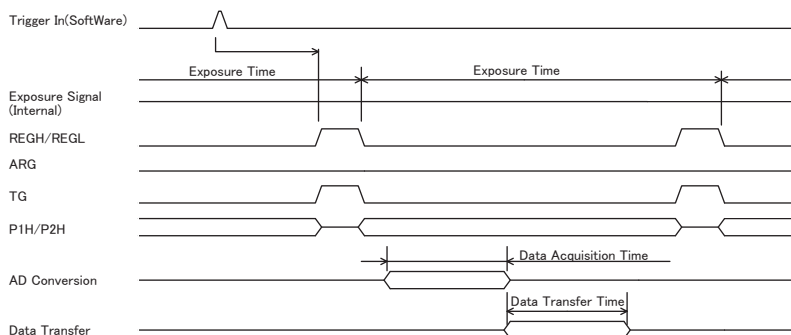 Trigger In(SoftWare)
Exposure Time
Exposure Time
Exposure Signal
(Internal)
REGH/REGL
ARG
TG
P1H/P2H
Data Acquisition Time
AD Conversion
Data Transfer Time
Data Transfer